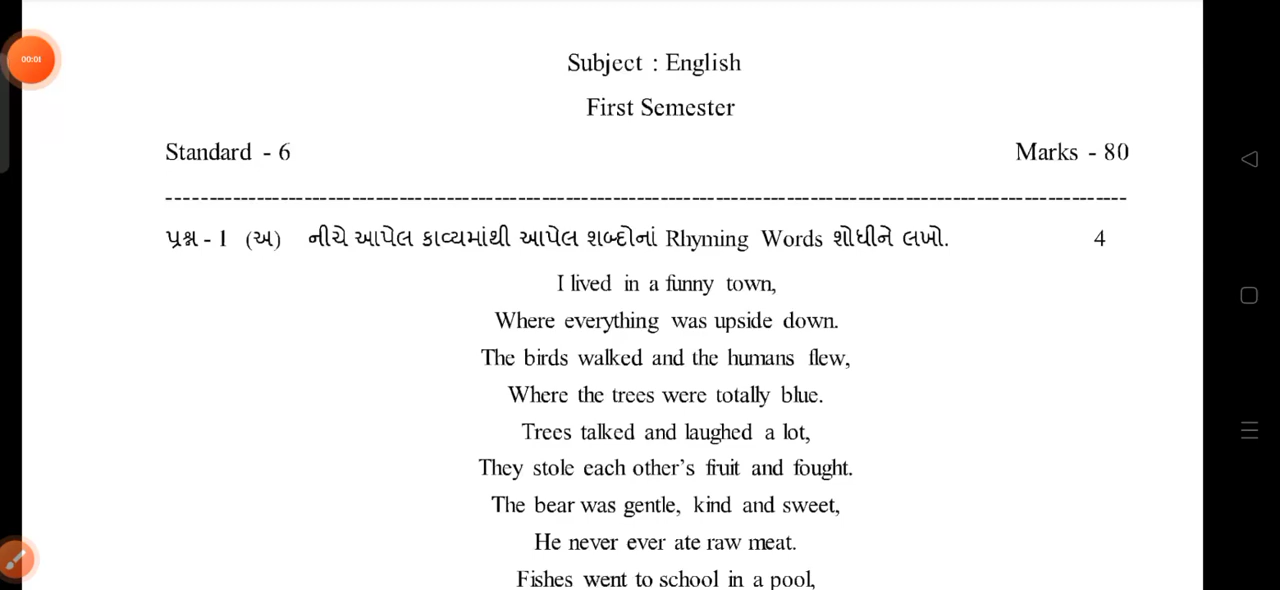 00:01
Subject : English
First Semester
Standard - 6 Marks - 80
પ્રશ્ન - 1 (અ) નીચે આપેલ કાવ્યમાંથી આપેલ શબ્દોનાં Rhyming Words શોધીને લખો. 4
I lived in a funny town,
Where everything was upside down.
The birds walked and the humans flew,
Where the trees were totally blue.
Trees talked and laughed a lot,
They stole each other's fruit and fought.
The bear was gentle, kind and sweet,
He never ever ate raw meat.
Fishes went to school in a pool,